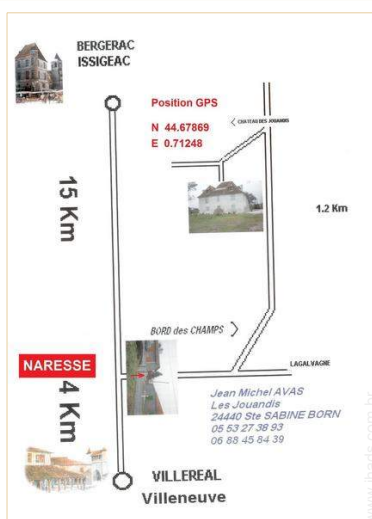 BERGERAC
ISSIGEAC
Position GPS
N 44.67869
E 0.71248
CHATEAU DES JOUANDIS
15 Km
1.2 Km
BORD des CHAMPS
NARESSE
LAGALVAGNE
4 Km
Jean Michel AVAS
Les Jouandis
24440 Ste SABINE BORN
05 53 27 38 93
06 88 45 84 39
VILLEREAL
Villeneuve